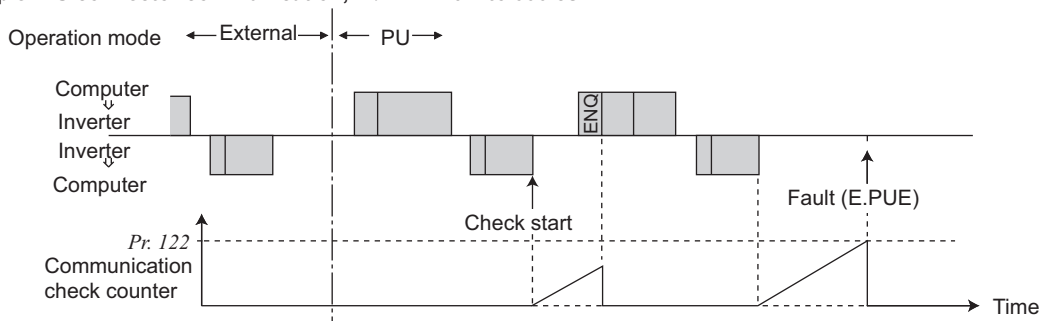 Operation mode
External
PU
Computer
Inverter
Inverter
Computer
ENQ
Fault (E.PUE)
Check start
Pr. 122
Communication
check counter
Time